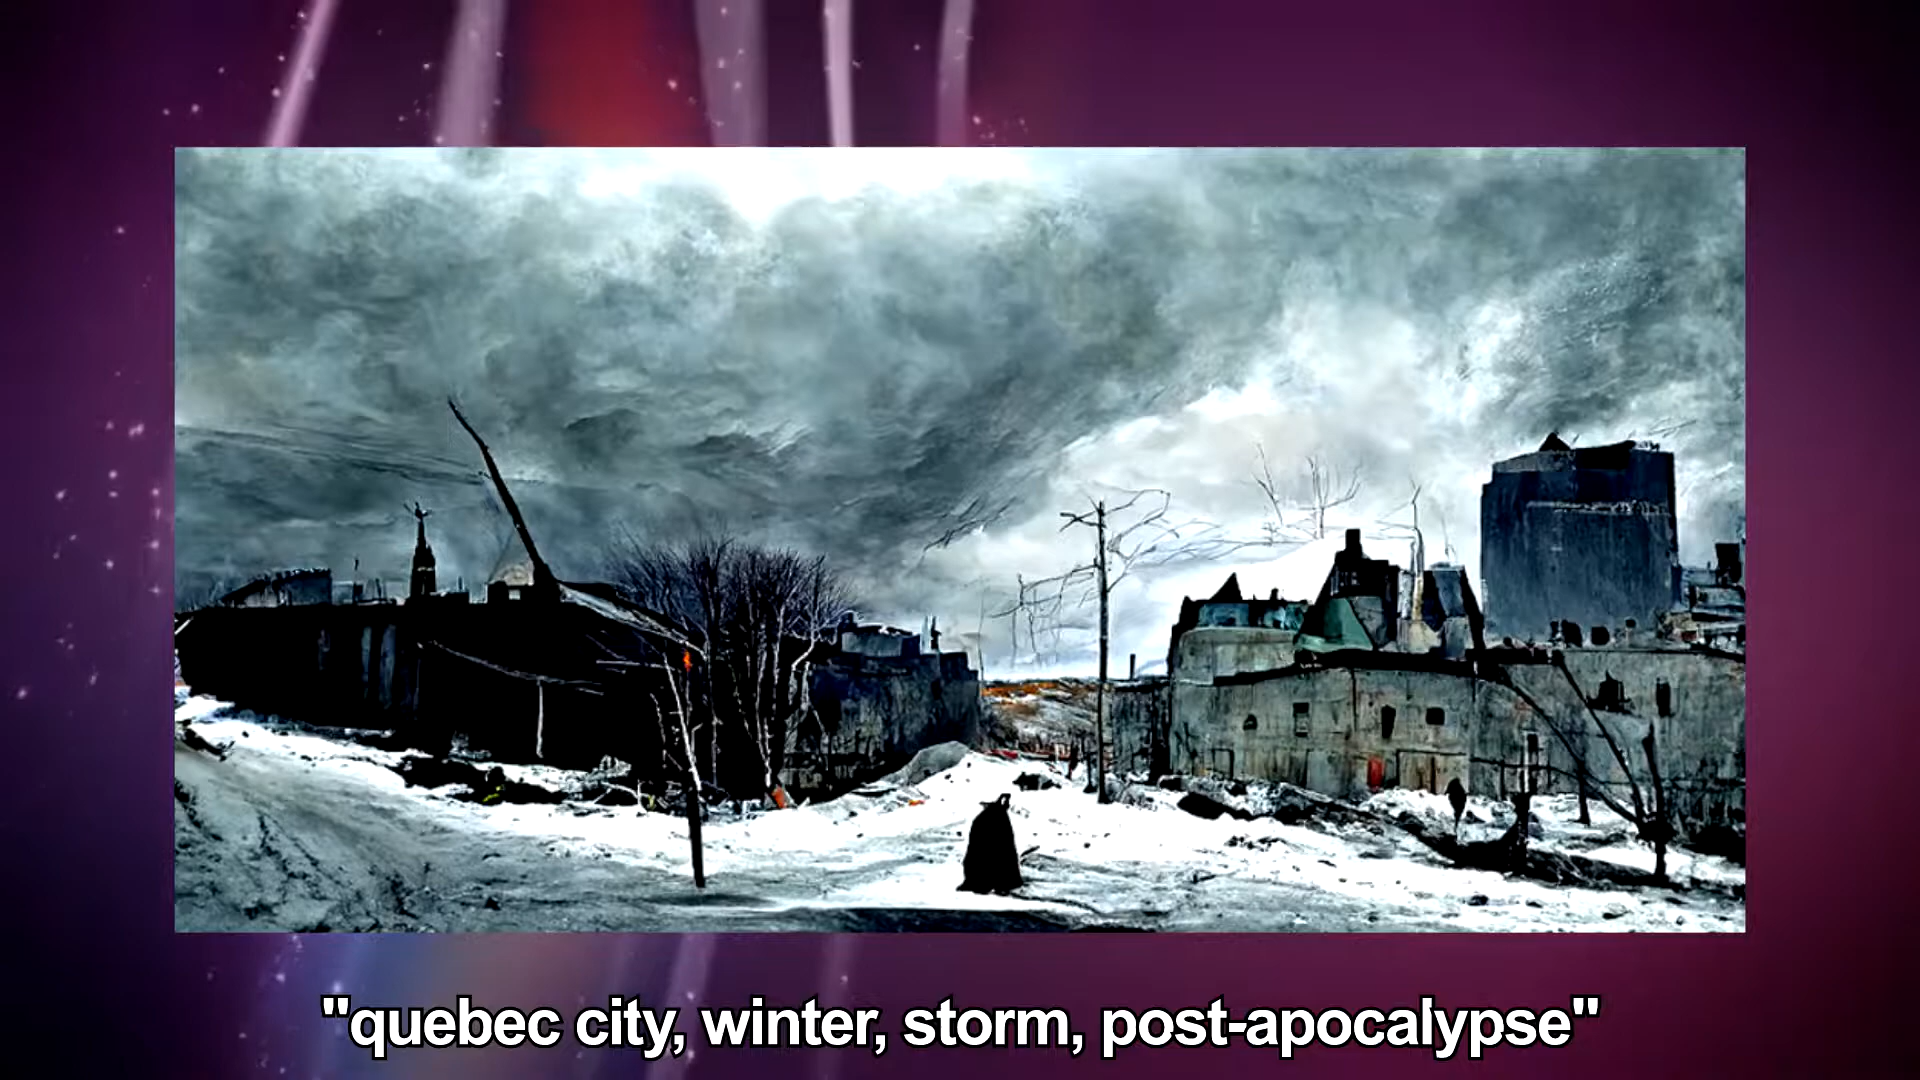 "quebec city, winter, storm, post-apocalypse"